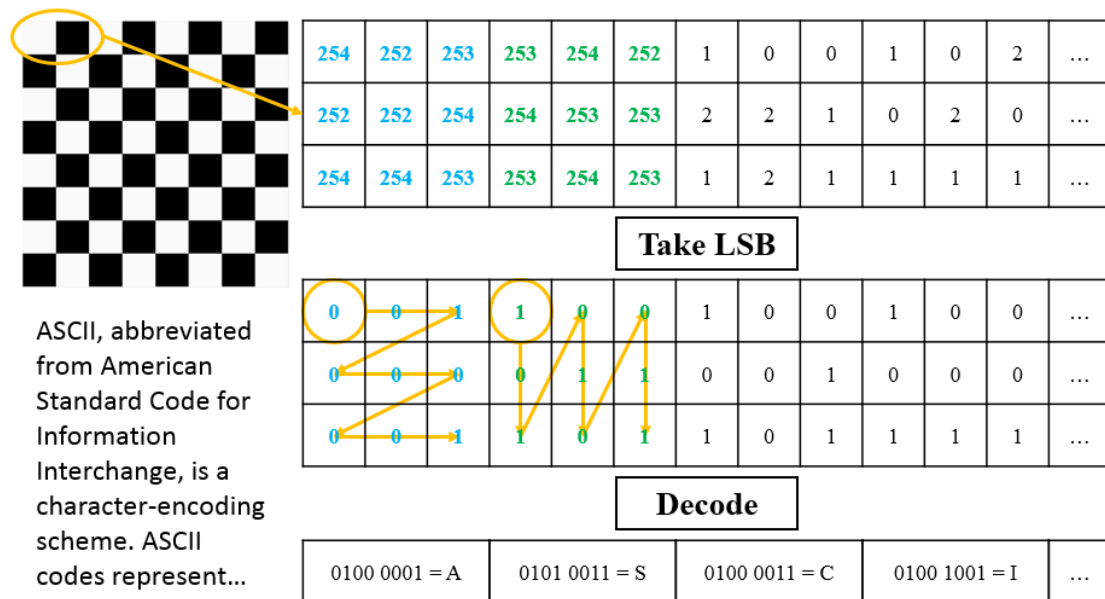 254 252 253 253 254 252 1 0 0 1 0 2 ...
252 252 254 254 253 253 2 2 1 0 2 0 ...
254 254 253 253 254 253 1 2 1 1 1 1 ...
Take LSB
0 0 1 1 0 0 1 0 0 1 0 0 ...
0 0 0 0 1 1 0 0 1 0 0 0 ...
0 0 1 1 0 1 1 0 1 1 1 1 ...
Decode
0100 0001 = A 0101 0011 = S 0100 0011 = C 0100 1001 = I ...
ASCII, abbreviated
from American
Standard Code for
Information
Interchange, is a
character-encoding
scheme. ASCII
codes represent...